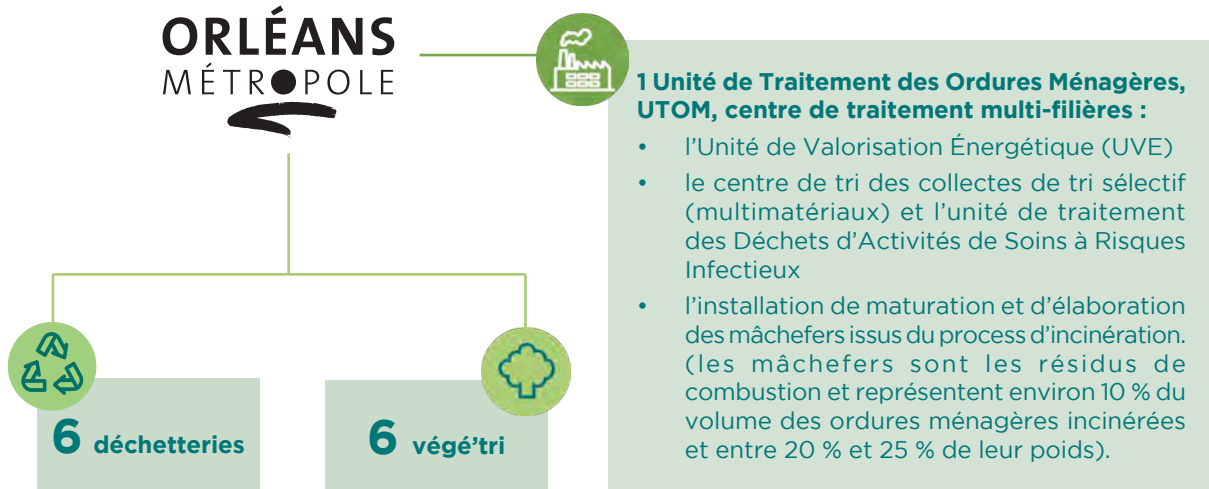 ORLÉANS
MÉTROPOLE
1 Unité de Traitement des Ordures Ménagères,
UTOM, centre de traitement multi-filières :
• l’Unité de Valorisation Énergétique (UVE)
• le centre de tri des collectes de tri sélectif
(multimatériaux) et l’unité de traitement
des Déchets d’Activités de Soins à Risques
Infectieux
• l’installation de maturation et d’élaboration
des mâchefers issus du process d’incinération.
(les mâchefers sont les résidus de
combustion et représentent environ 10 % du
volume des ordures ménagères incinérées
et entre 20 % et 25 % de leur poids).
6 déchetteries
6 végé’tri